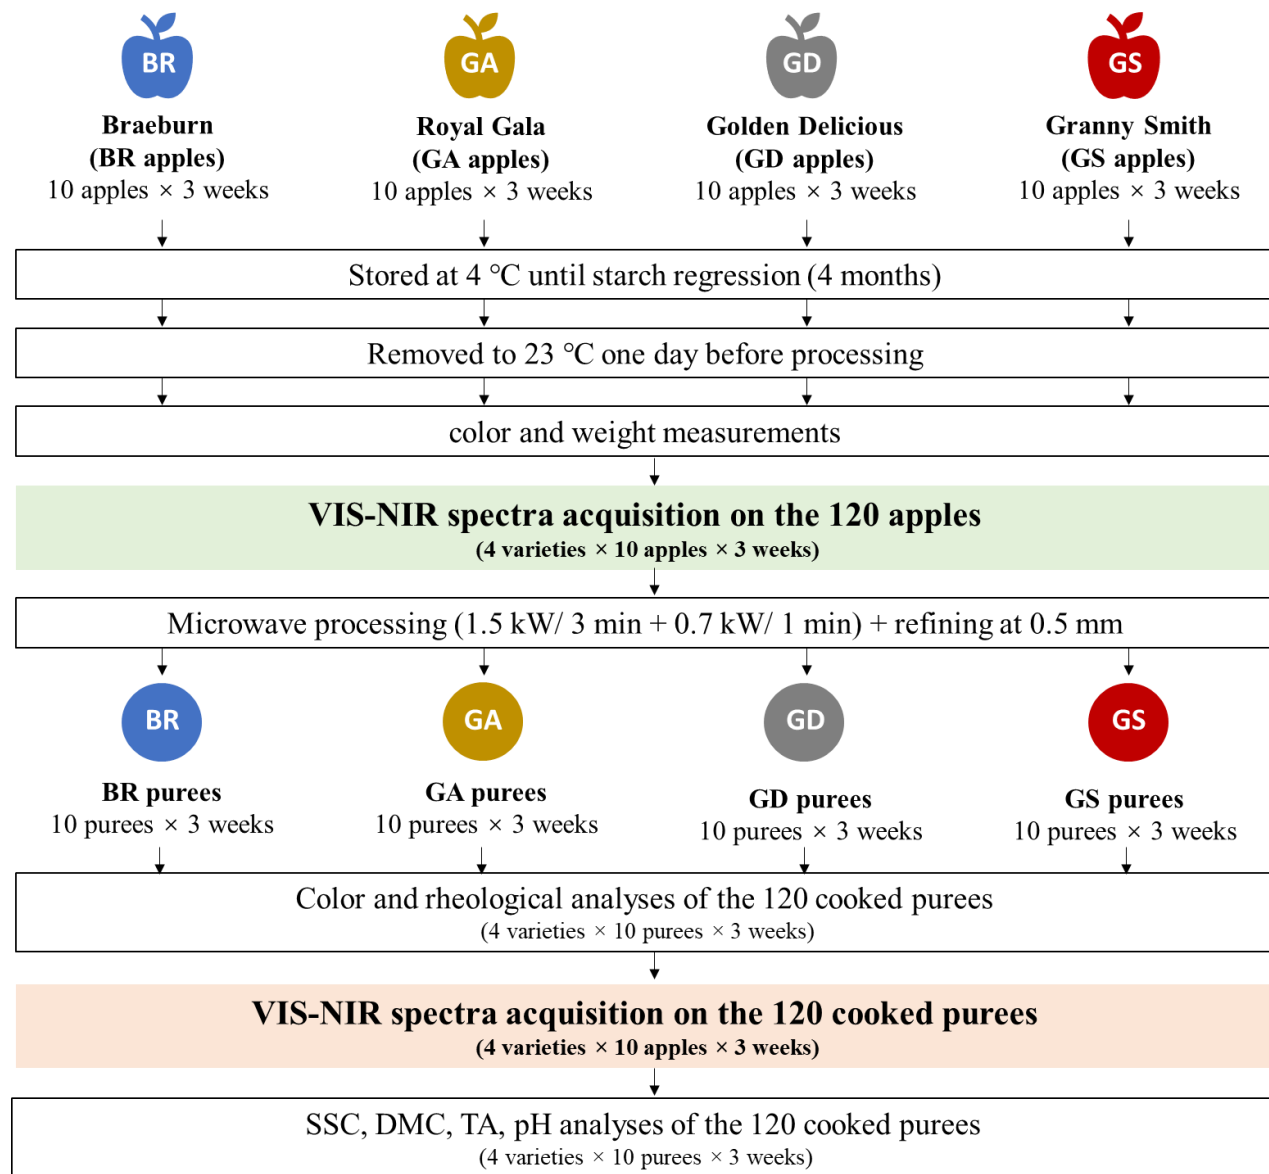 BR
GA
GD
GS
Braeburn
(BR apples)
10 apples × 3 weeks
Royal Gala
(GA apples)
10 apples × 3 weeks
Golden Delicious
(GD apples)
10 apples × 3 weeks
Granny Smith
(GS apples)
10 apples × 3 weeks
Stored at 4 °C until starch regression (4 months)
Removed to 23 °C one day before processing
color and weight measurements
VIS-NIR spectra acquisition on the 120 apples
(4 varieties × 10 apples × 3 weeks)
Microwave processing (1.5 kW/ 3 min + 0.7 kW/ 1 min) + refining at 0.5 mm
BR
GA
GD
GS
BR purees
10 purees × 3 weeks
GA purees
10 purees × 3 weeks
GD purees
10 purees × 3 weeks
GS purees
10 purees × 3 weeks
Color and rheological analyses of the 120 cooked purees
(4 varieties × 10 purees × 3 weeks)
VIS-NIR spectra acquisition on the 120 cooked purees
(4 varieties × 10 apples × 3 weeks)
SSC, DMC, TA, pH analyses of the 120 cooked purees
(4 varieties × 10 purees × 3 weeks)